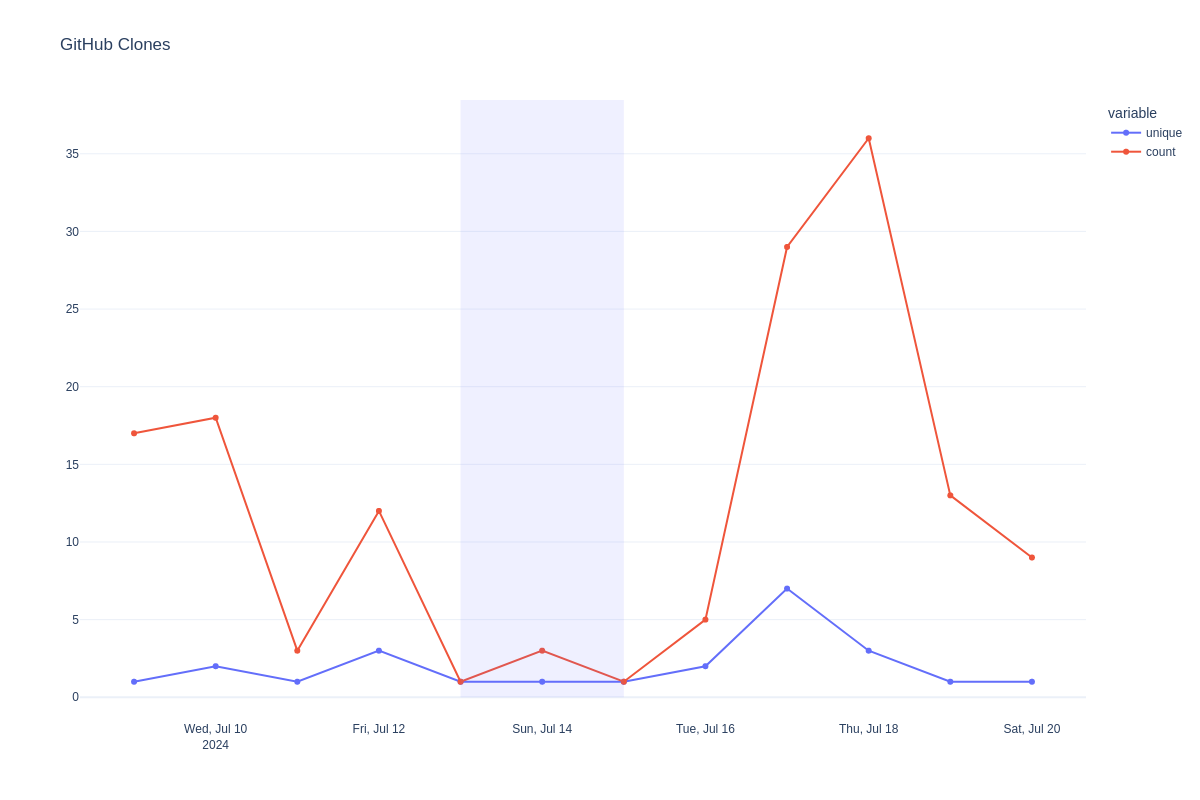 GitHub Clones
variable
unique
count
35
30
25
20
15
10
5
0
Wed, Jul 10
2024
Fri, Jul 12
Sun, Jul 14
Tue, Jul 16
Thu, Jul 18
Sat, Jul 20